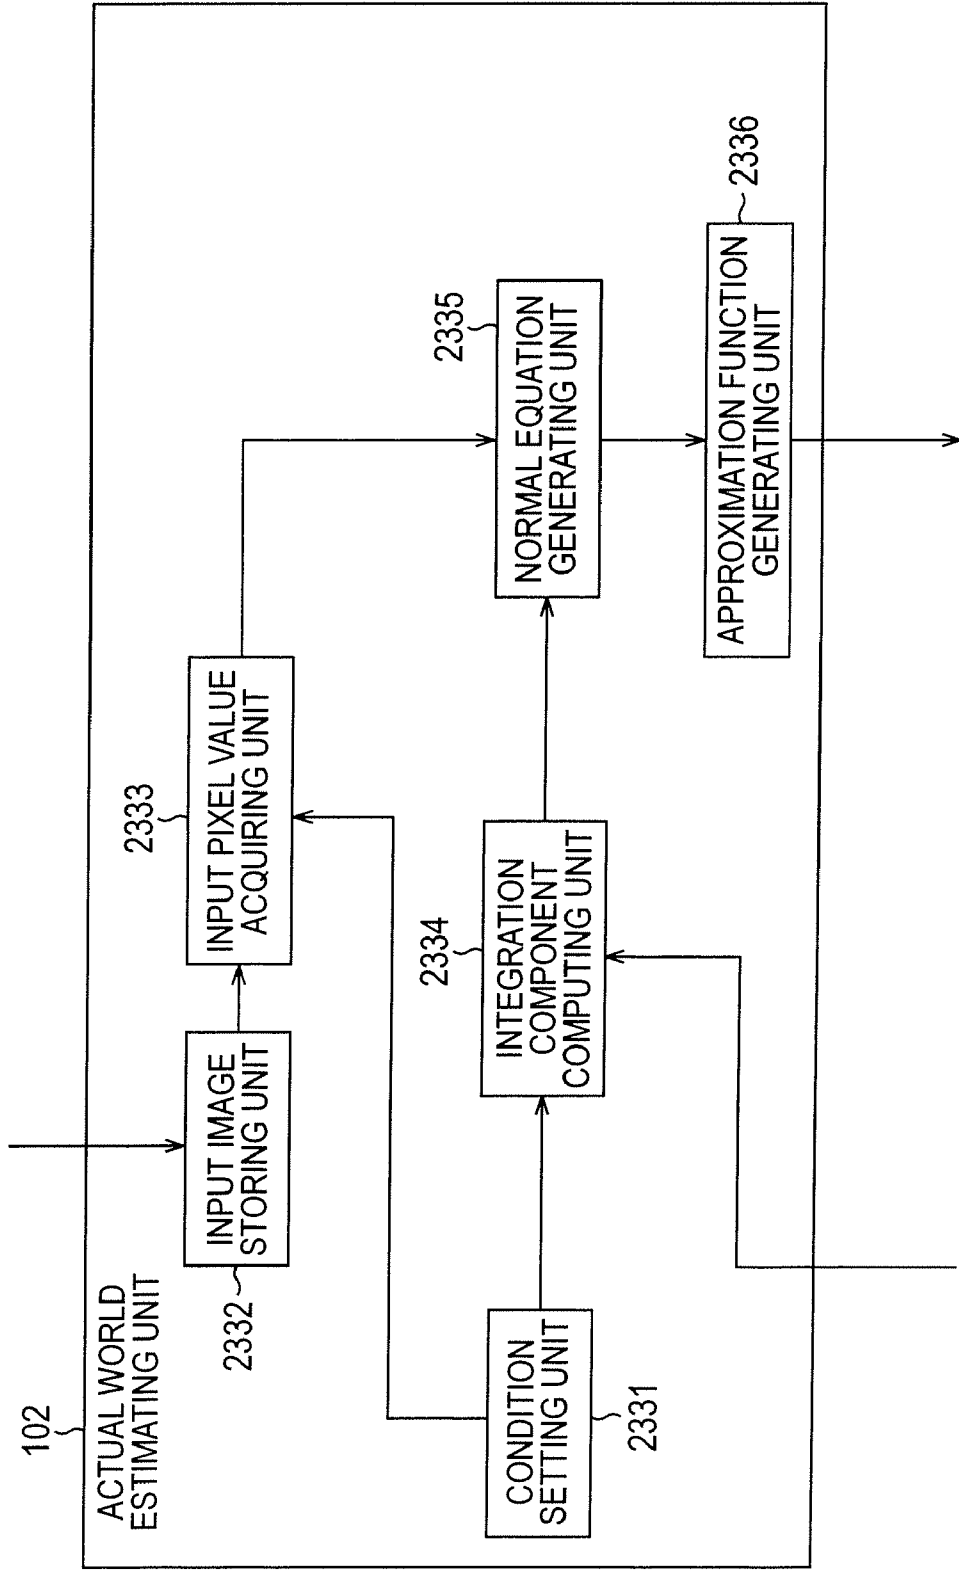 102
ACTUAL WORLD
ESTIMATING UNIT
2332
INPUT IMAGE
STORING UNIT
2333
INPUT PIXEL VALUE
ACQUIRING UNIT
2331
CONDITION
SETTING UNIT
2334
INTEGRATION
COMPONENT
COMPUTING UNIT
2335
NORMAL EQUATION
GENERATING UNIT
2336
APPROXIMATION FUNCTION
GENERATING UNIT